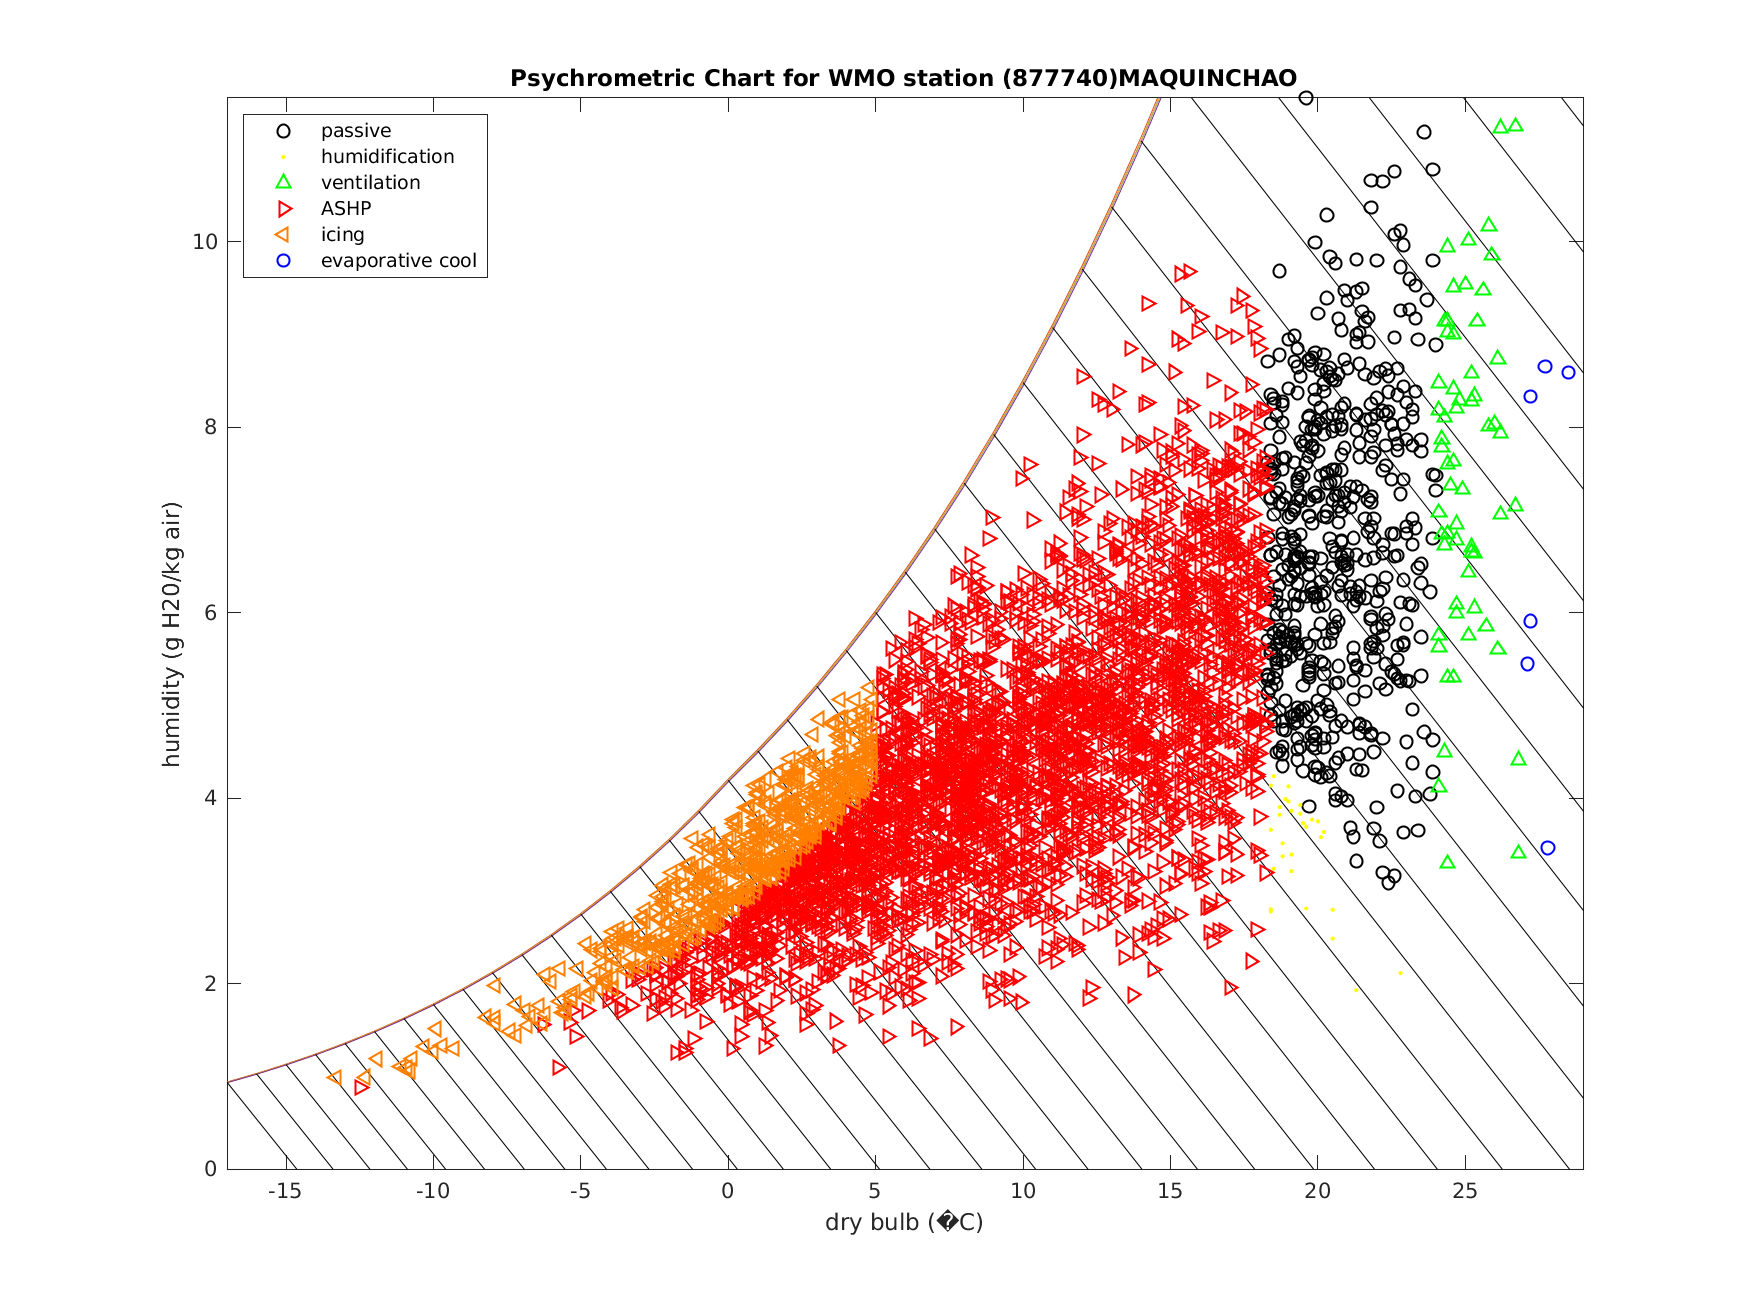 Psychrometric Chart for WMO station (877740)MAQUINCHAO
passive
humidification
ventilation
ASHP
icing
evaporative cool
humidity (g H20/kg air)
10
8
6
4
2
0
-15 -10 -5 0 5 10 15 20 25
dry bulb (�C)